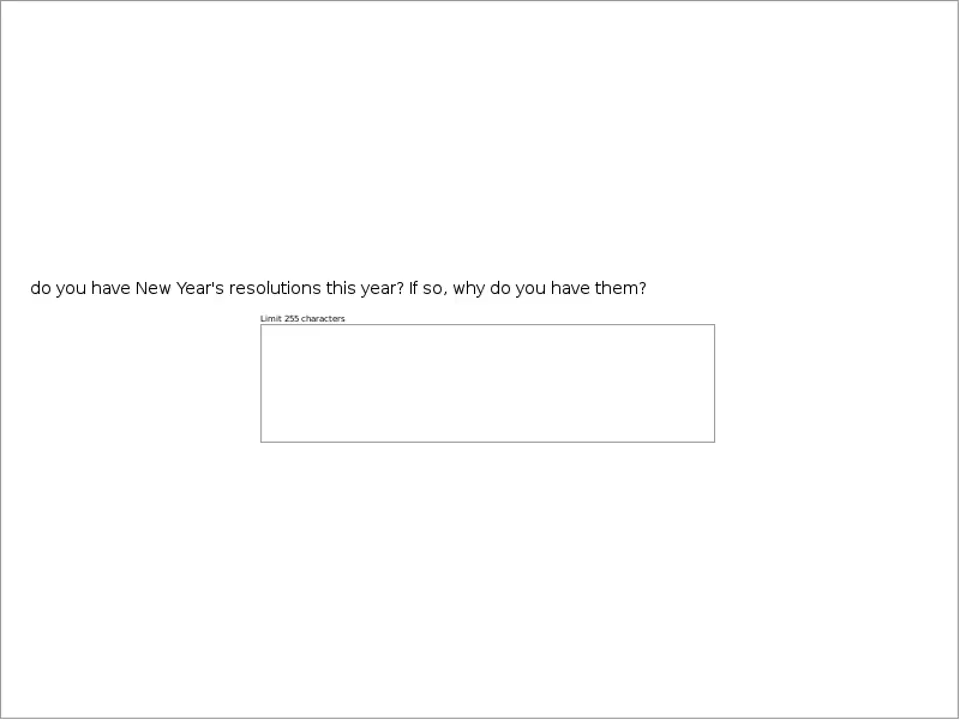 do you have New Year's resolutions this year? If so, why do you have them?
Limit 255 characters